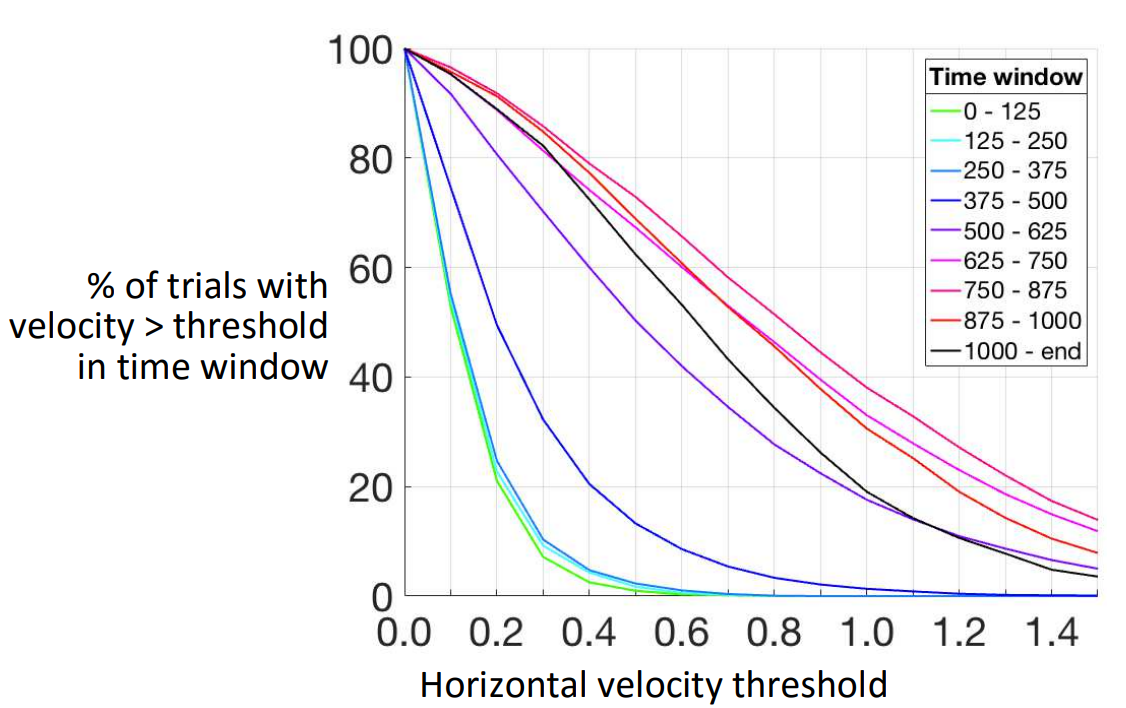 100
80
60
40
20
0
% of trials with
velocity > threshold
in time window
0.0 0.2 0.4 0.6 0.8 1.0 1.2 1.4
Horizontal velocity threshold
Time window
0 - 125
125 - 250
250 - 375
375 - 500
500 - 625
625 - 750
750 - 875
875 - 1000
1000 - end